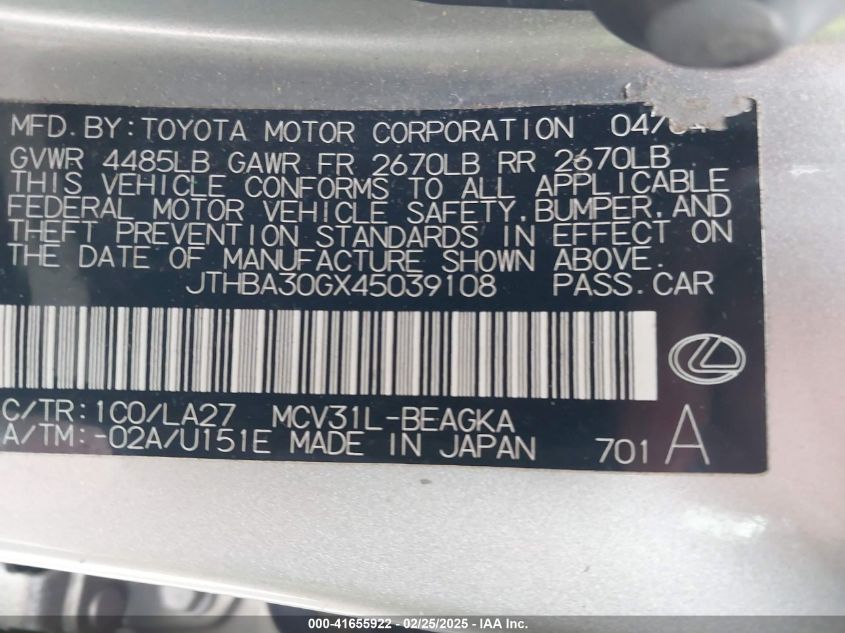 MFD. BY: TOYOTA MOTOR CORPORATION 04/04
GVWR 4485LB GAWR FR 2670LB RR 2670LB
THIS VEHICLE CONFORMS TO ALL APPLICABLE
FEDERAL MOTOR VEHICLE SAFETY, BUMPER, AND
THEFT PREVENTION STANDARDS IN EFFECT ON
THE DATE OF MANUFACTURE SHOWN ABOVE.
JTHBA30GX45039108 PASS. CAR
C/TR: 1C0/LA27 MCV31L-BEAGKA
A/TM: -02A/U151E MADE IN JAPAN 701 A
000-41655922 - 02/25/2025 - IAA Inc.